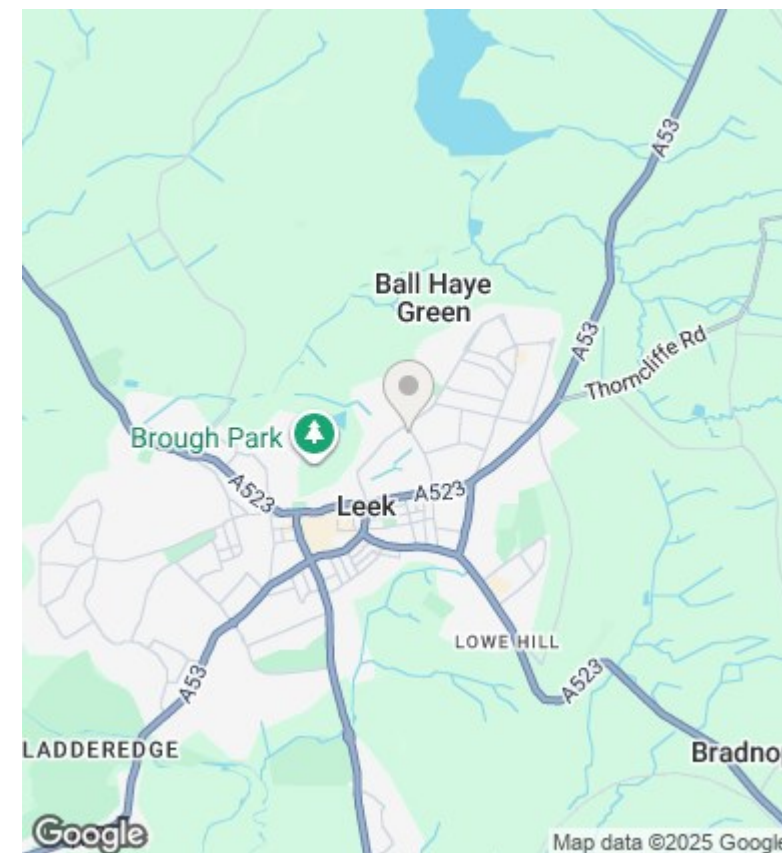 A53
Ball Haye
Green
A53
Thorncliffe Rd
Brough Park
A523
A523
Leek
LOWE HILL
A53
A523
LADDEREDGE
Bradno
Google
Map data ©2025 Google